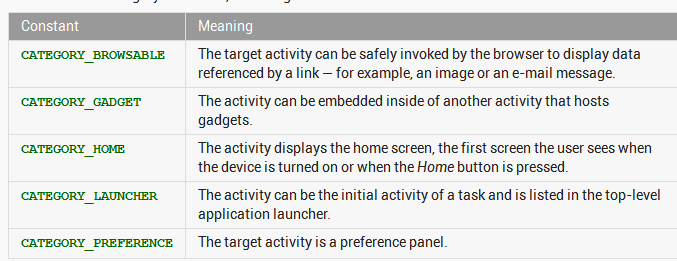 Constant Meaning
CATEGORY_BROWSABLE The target activity can be safely invoked by the browser to display data
referenced by a link — for example, an image or an e-mail message.
CATEGORY_GADGET The activity can be embedded inside of another activity that hosts
gadgets.
CATEGORY_HOME The activity displays the home screen, the first screen the user sees when
the device is turned on or when the Home button is pressed.
CATEGORY_LAUNCHER The activity can be the initial activity of a task and is listed in the top-level
application launcher.
CATEGORY_PREFERENCE The target activity is a preference panel.